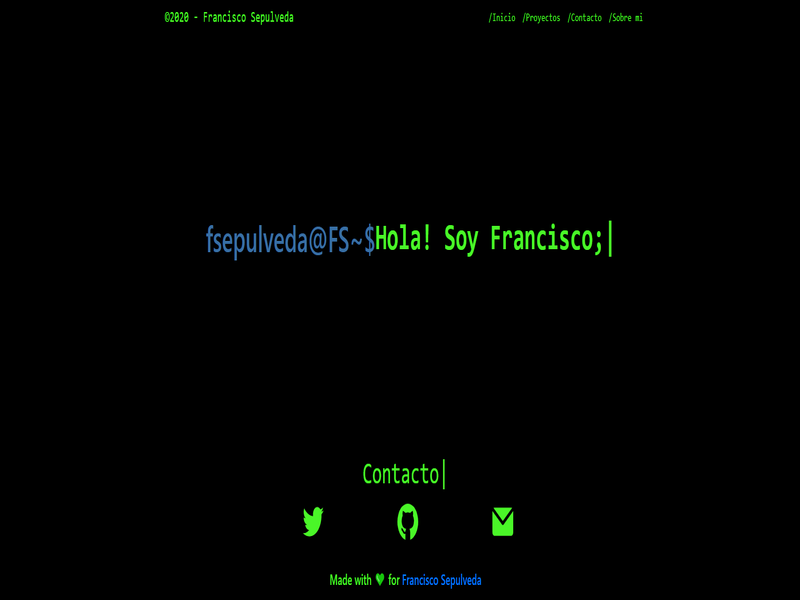 ©2020 - Francisco Sepulveda /Inicio /Proyectos /Contacto /Sobre mi
fsepulveda@FS~$Hola! Soy Francisco;|
Contacto|
Made with 💚 for Francisco Sepulveda